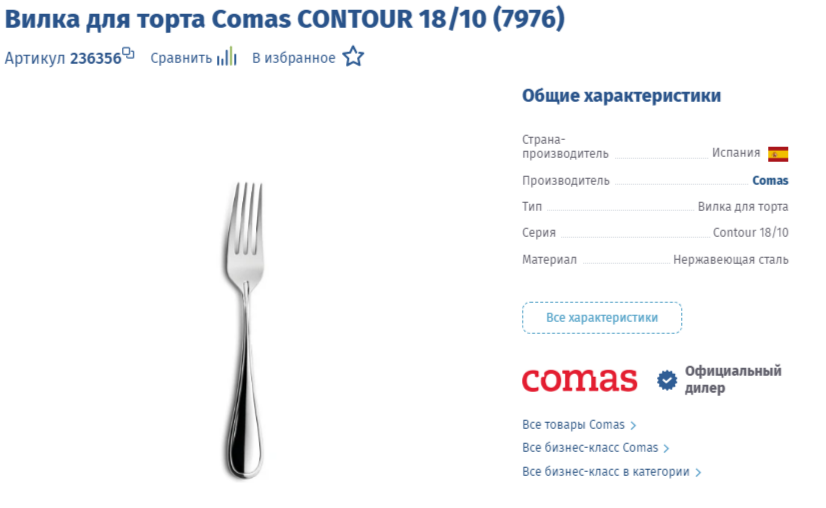 Вилка для торта Comas CONTOUR 18/10 (7976)
Артикул 236356 Сравнить В избранное
Общие характеристики
Страна-
производитель Испания
Производитель Comas
Тип Вилка для торта
Серия Contour 18/10
Материал Нержавеющая сталь
Все характеристики
comas Официальный
дилер
Все товары Comas
Все бизнес-класс Comas
Все бизнес-класс в категории